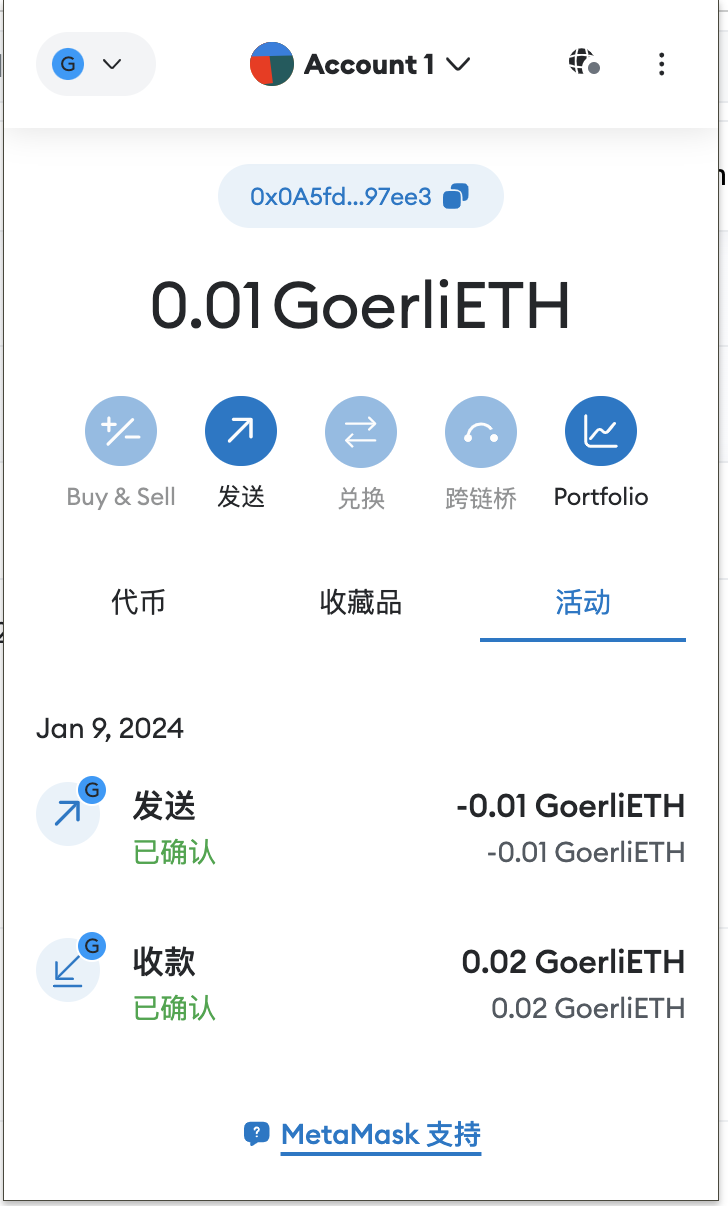 G
Account 1
0x0A5fd...97ee3
0.01 GoerliETH
Buy & Sell
发送
兑换
跨链桥
Portfolio
代币
收藏品
活动
Jan 9, 2024
G
发送
-0.01 GoerliETH
已确认
-0.01 GoerliETH
G
收款
0.02 GoerliETH
已确认
0.02 GoerliETH
MetaMask 支持